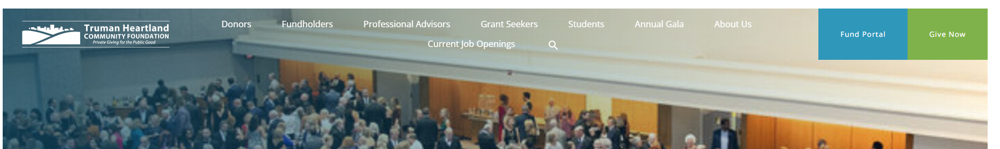 Truman Heartland
COMMUNITY FOUNDATION
Private Giving for the Public Good
Donors Fundholders Professional Advisors Grant Seekers Students Annual Gala About Us
Current Job Openings
Fund Portal
Give Now